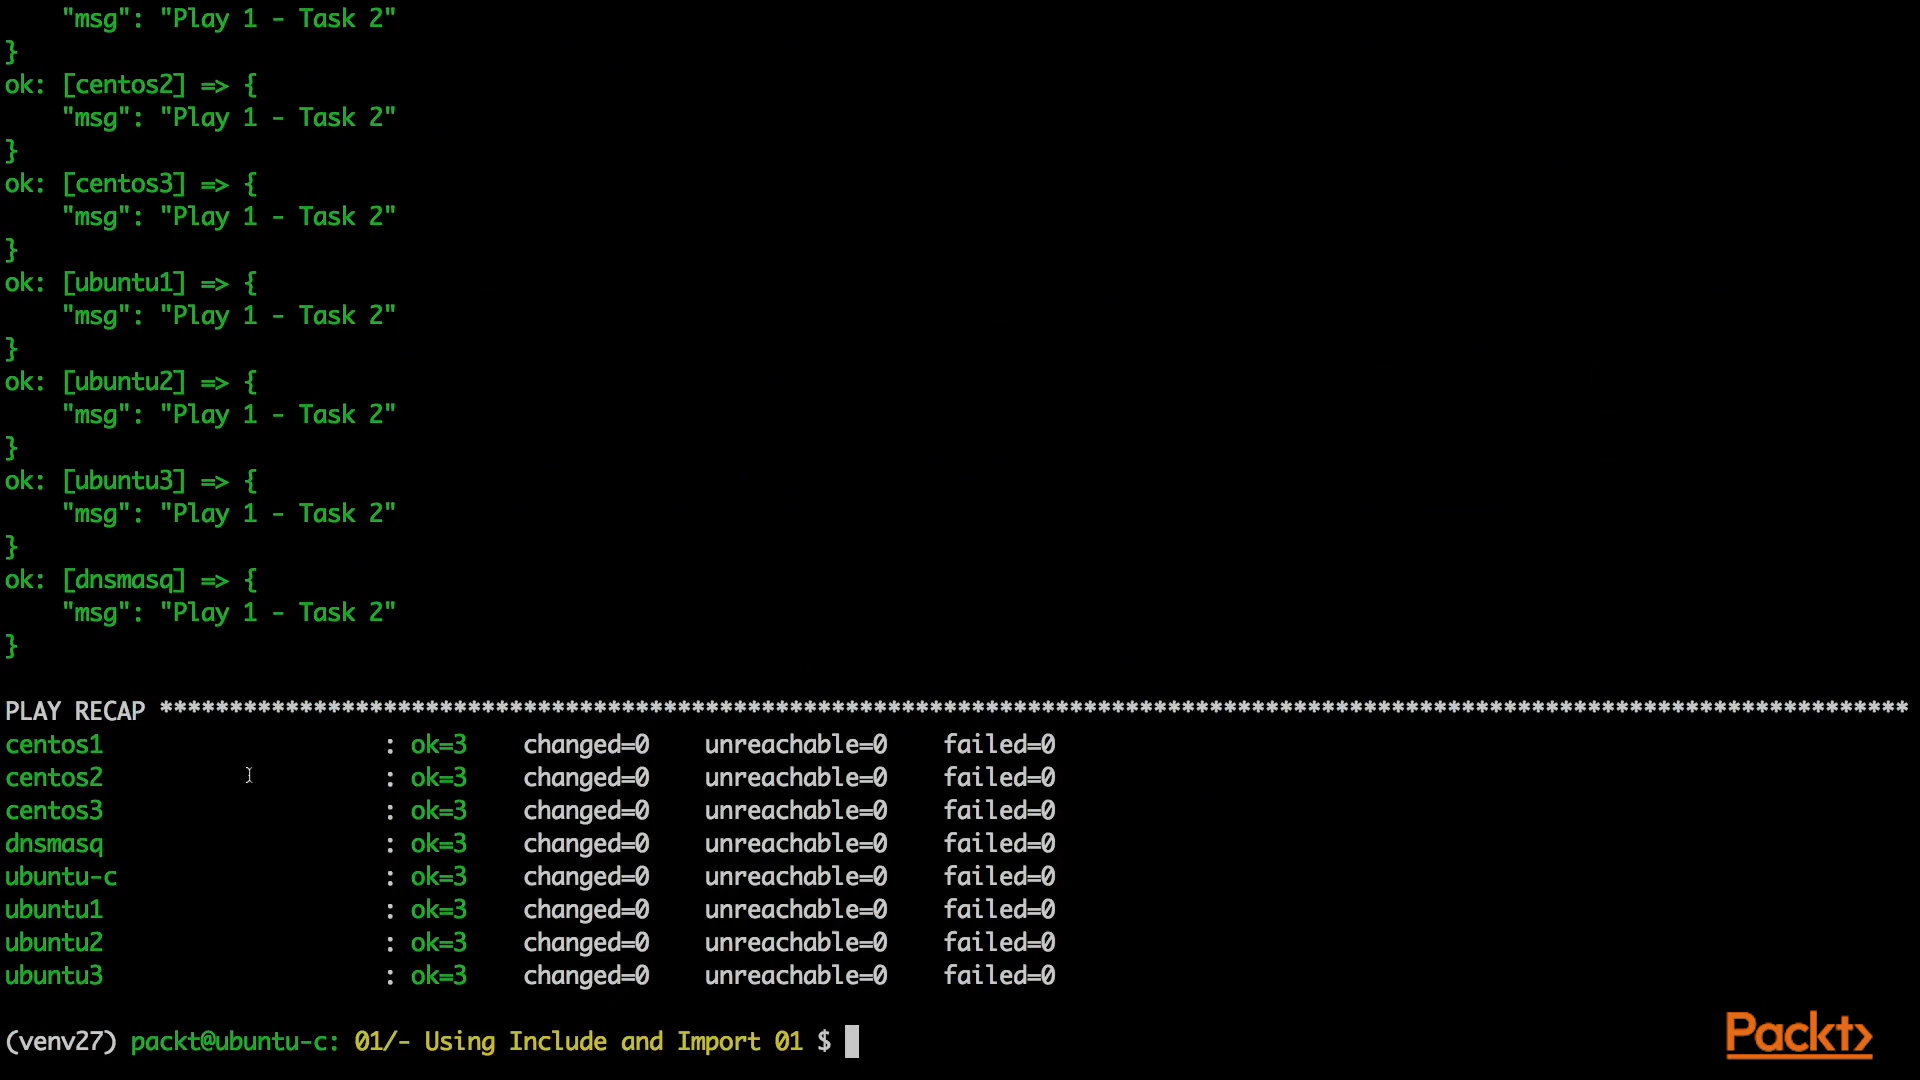 "msg": "Play 1 - Task 2"
}
ok: [centos2] => {
"msg": "Play 1 - Task 2"
}
ok: [centos3] => {
"msg": "Play 1 - Task 2"
}
ok: [ubuntu1] => {
"msg": "Play 1 - Task 2"
}
ok: [ubuntu2] => {
"msg": "Play 1 - Task 2"
}
ok: [ubuntu3] => {
"msg": "Play 1 - Task 2"
}
ok: [dnsmasq] => {
"msg": "Play 1 - Task 2"
}
PLAY RECAP *****************************************************************************************************************************
centos1 : ok=3 changed=0 unreachable=0 failed=0
centos2 : ok=3 changed=0 unreachable=0 failed=0
centos3 : ok=3 changed=0 unreachable=0 failed=0
dnsmasq : ok=3 changed=0 unreachable=0 failed=0
ubuntu-c : ok=3 changed=0 unreachable=0 failed=0
ubuntu1 : ok=3 changed=0 unreachable=0 failed=0
ubuntu2 : ok=3 changed=0 unreachable=0 failed=0
ubuntu3 : ok=3 changed=0 unreachable=0 failed=0
(venv27) packt@ubuntu-c: 01/- Using Include and Import 01 $
Packt>